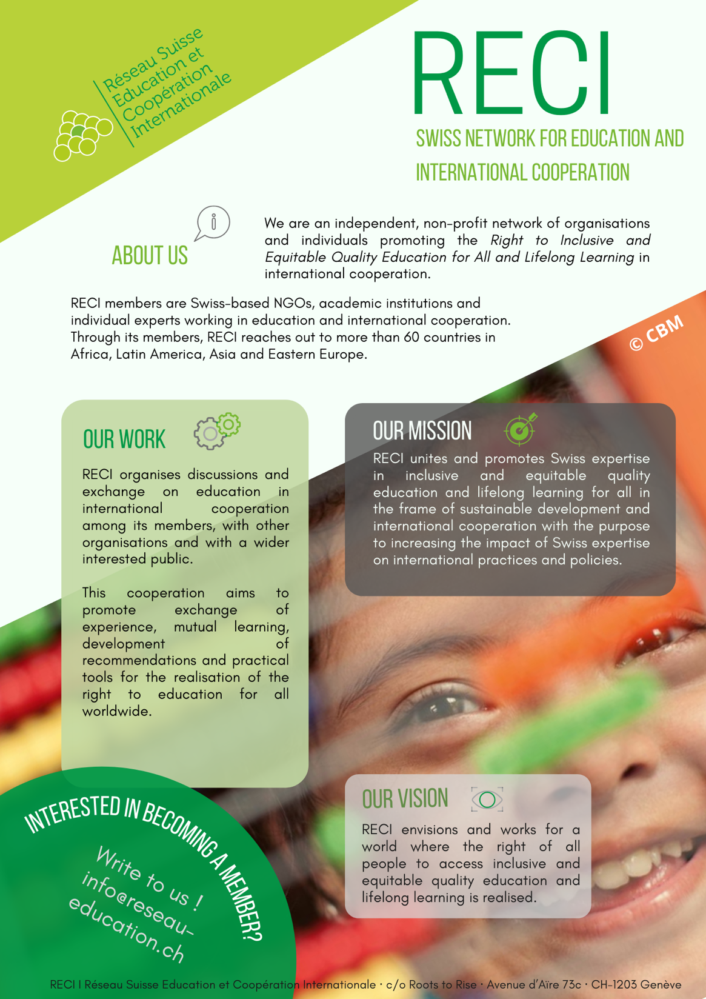 Réseau Suisse
Education et
Coopération
Internationale
RECI
SWISS NETWORK FOR EDUCATION AND
INTERNATIONAL COOPERATION
ABOUT US
We are an independent, non-profit network of organisations
and individuals promoting the Right to Inclusive and
Equitable Quality Education for All and Lifelong Learning in
international cooperation.
RECI members are Swiss-based NGOs, academic institutions and
individual experts working in education and international cooperation.
Through its members, RECI reaches out to more than 60 countries in
Africa, Latin America, Asia and Eastern Europe.
© CBM
OUR WORK
RECI organises discussions and
exchange on education in
international cooperation
among its members, with other
organisations and with a wider
interested public.
This cooperation aims to
promote exchange of
experience, mutual learning,
development of
recommendations and practical
tools for the realisation of the
right to education for all
worldwide.
OUR MISSION
RECI unites and promotes Swiss expertise
in inclusive and equitable quality
education and lifelong learning for all in
the frame of sustainable development and
international cooperation with the purpose
to increasing the impact of Swiss expertise
on international practices and policies.
OUR VISION
RECI envisions and works for a
world where the right of all
people to access inclusive and
equitable quality education and
lifelong learning is realised.
INTERESTED IN BECOMING A MEMBER?
Write to us !
info@reseau-
education.ch
RECI I Réseau Suisse Education et Coopération Internationale · c/o Roots to Rise · Avenue d'Aïre 73c · CH-1203 Genève